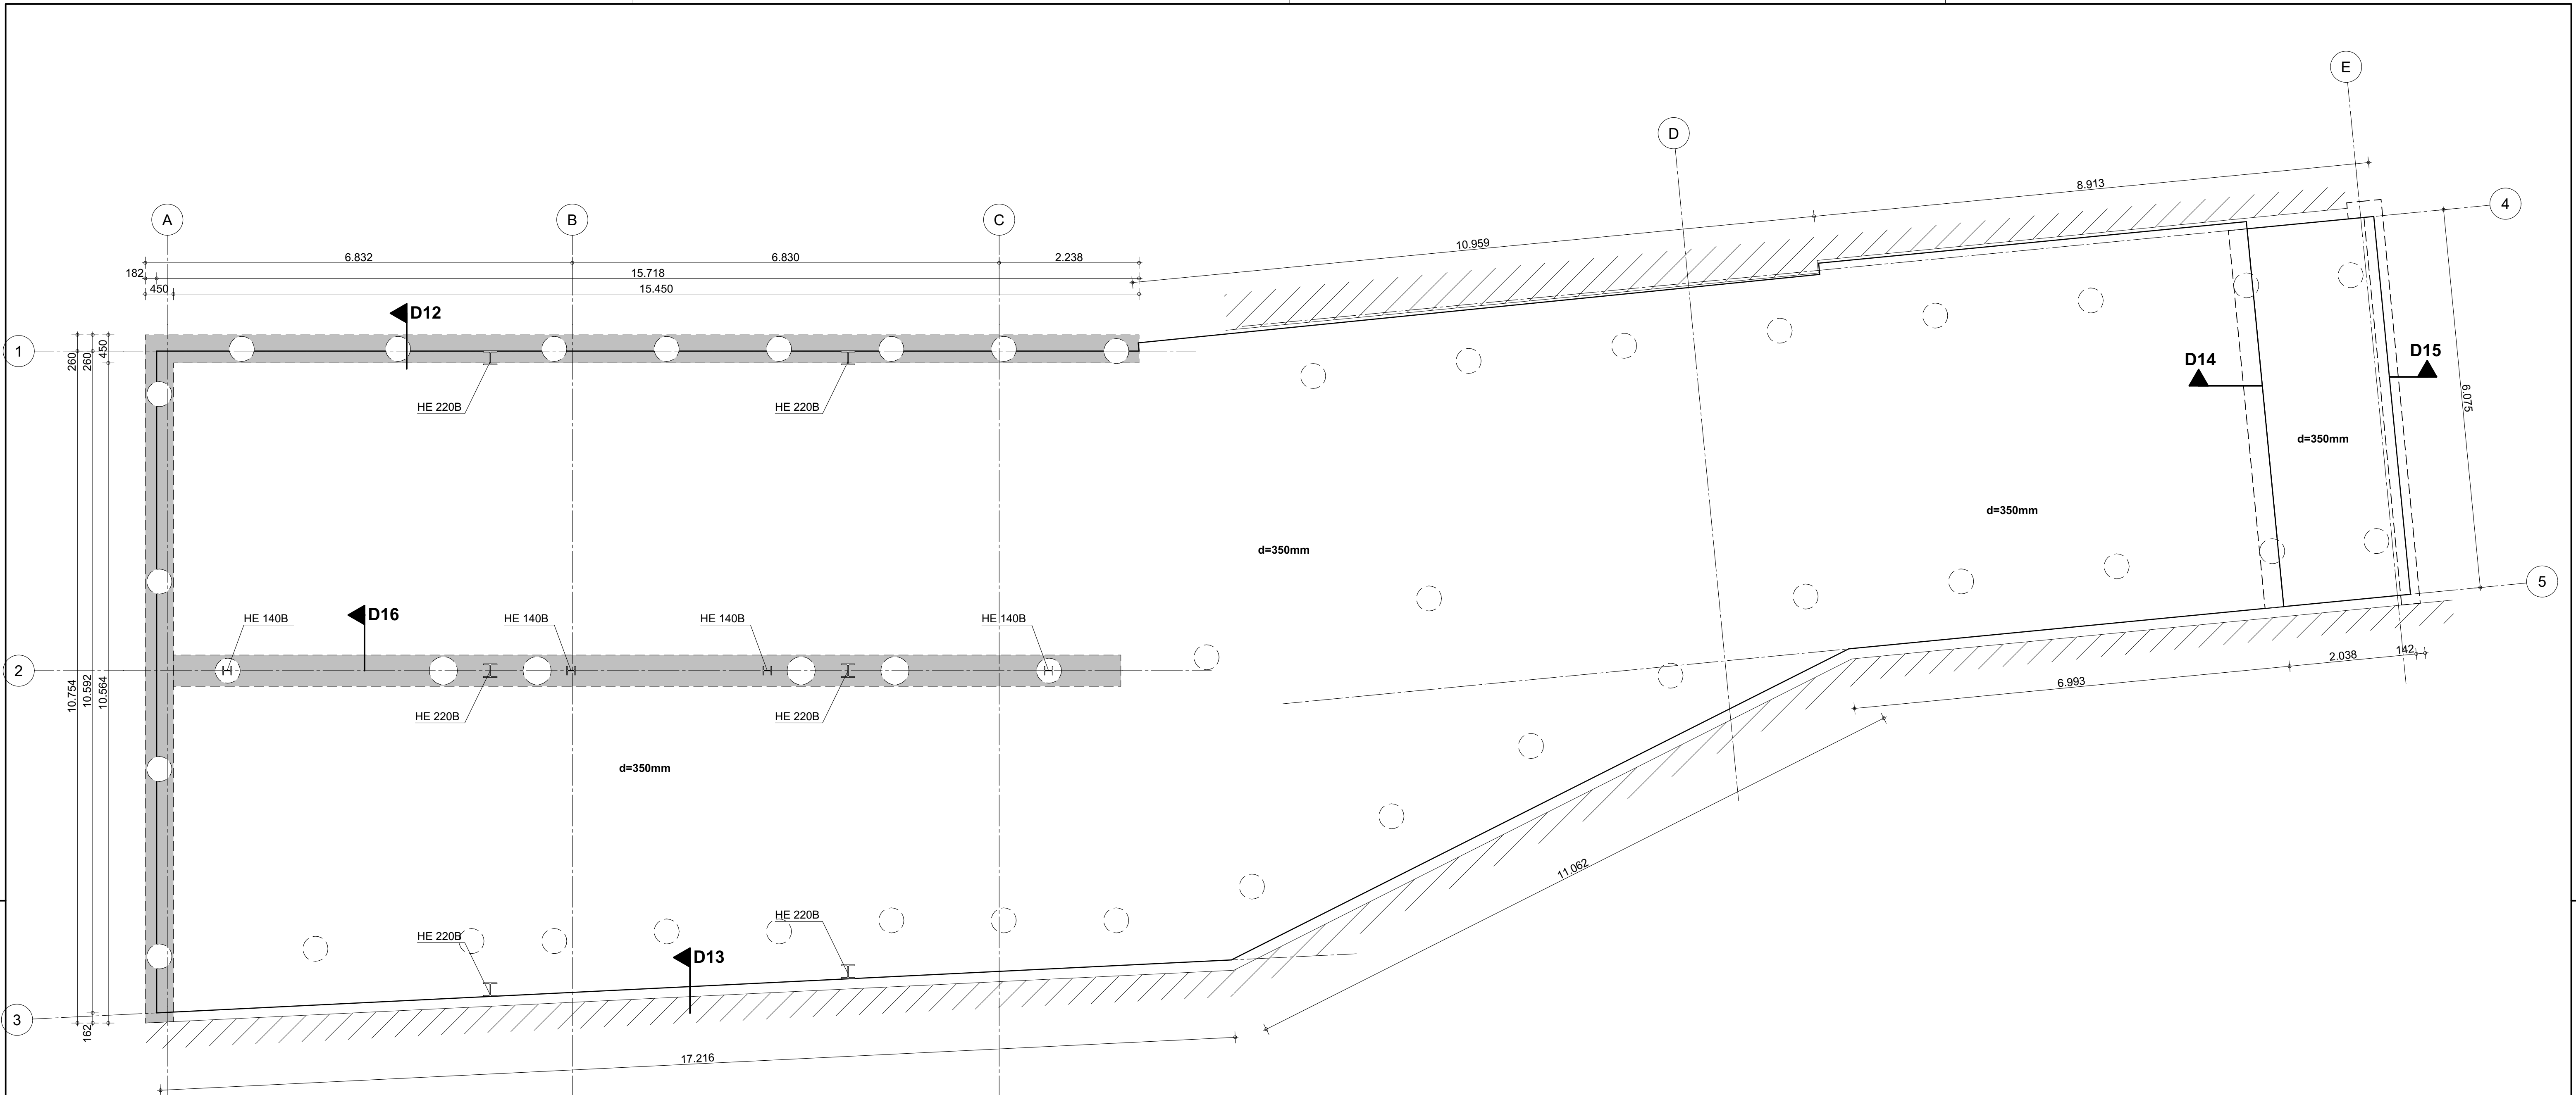 E
D
8.913
4
A
B
C
10.959
6.832
6.830
2.238
182
15.718
450
15.450
D12
1
260
260
450
D14
D15
6.075
HE 220B
HE 220B
d=350mm
d=350mm
d=350mm
5
D16
HE 140B
HE 140B
HE 140B
HE 140B
2
10.754
10.592
10.564
142
2.038
6.993
HE 220B
HE 220B
d=350mm
11.062
HE 220B
HE 220B
D13
3
162
17.216